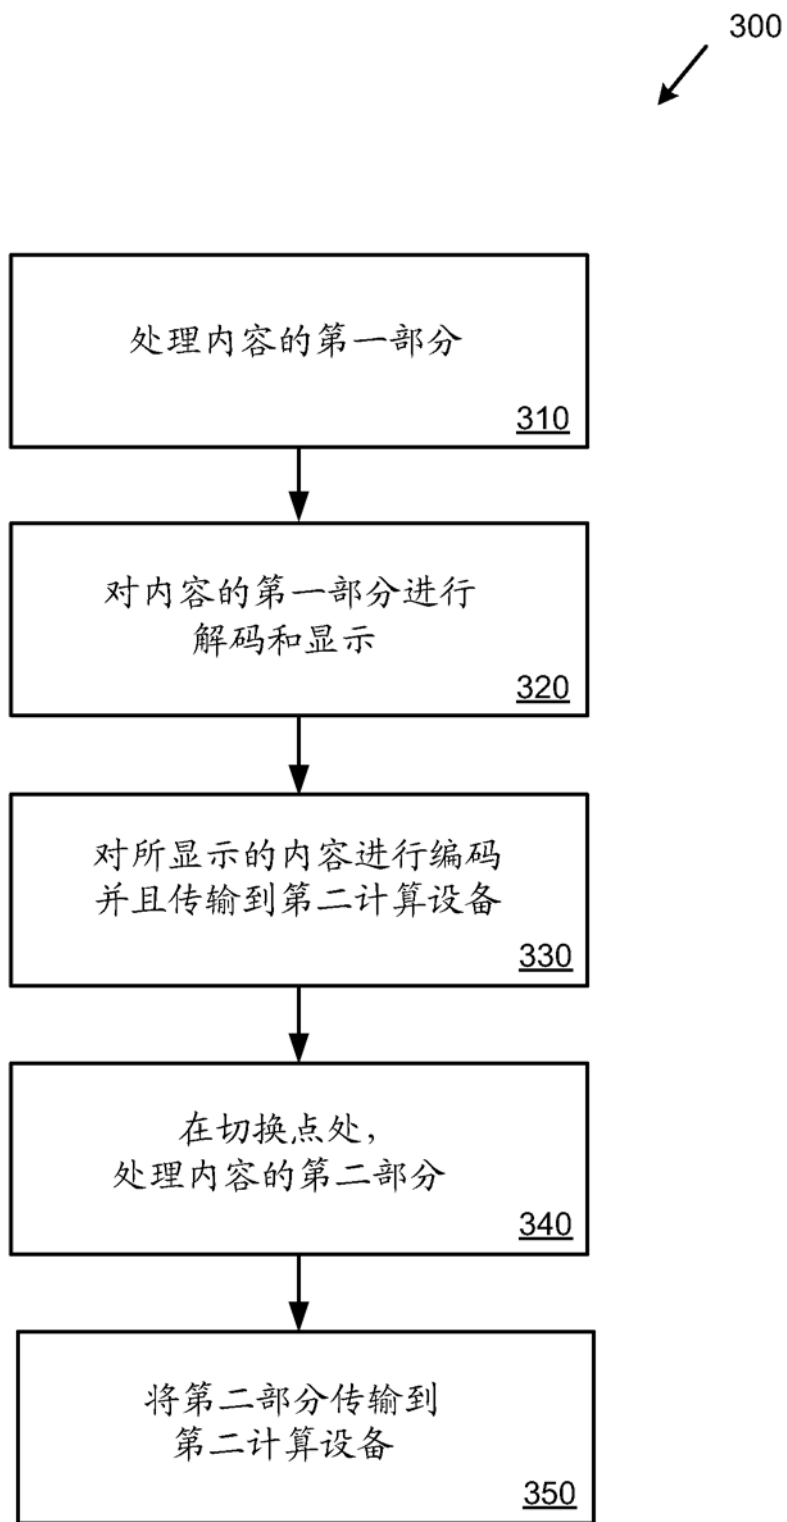 300
处理内容的第一部分
310
对内容的第一部分进行
解码和显示
320
对所显示的内容进行编码
并且传输到第二计算设备
330
在切换点处，
处理内容的第二部分
340
将第二部分传输到
第二计算设备
350